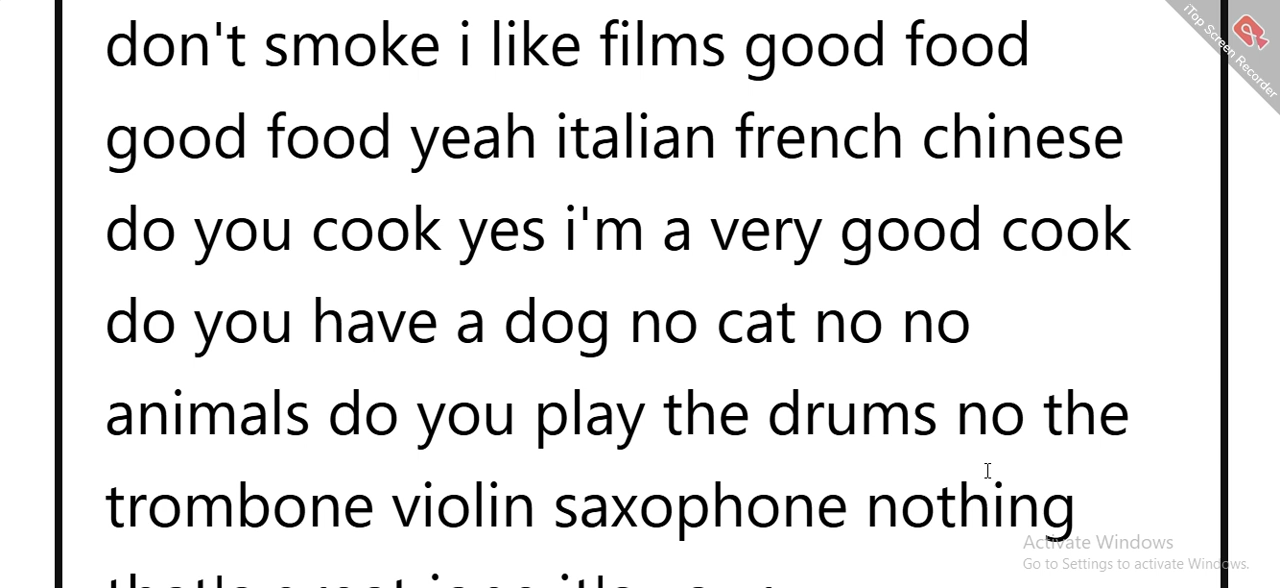 don't smoke i like films good food
good food yeah italian french chinese
do you cook yes i'm a very good cook
do you have a dog no cat no no
animals do you play the drums no the
trombone violin saxophone nothing
iTop Screen Recorder
Activate Windows
Go to Settings to activate Windows.